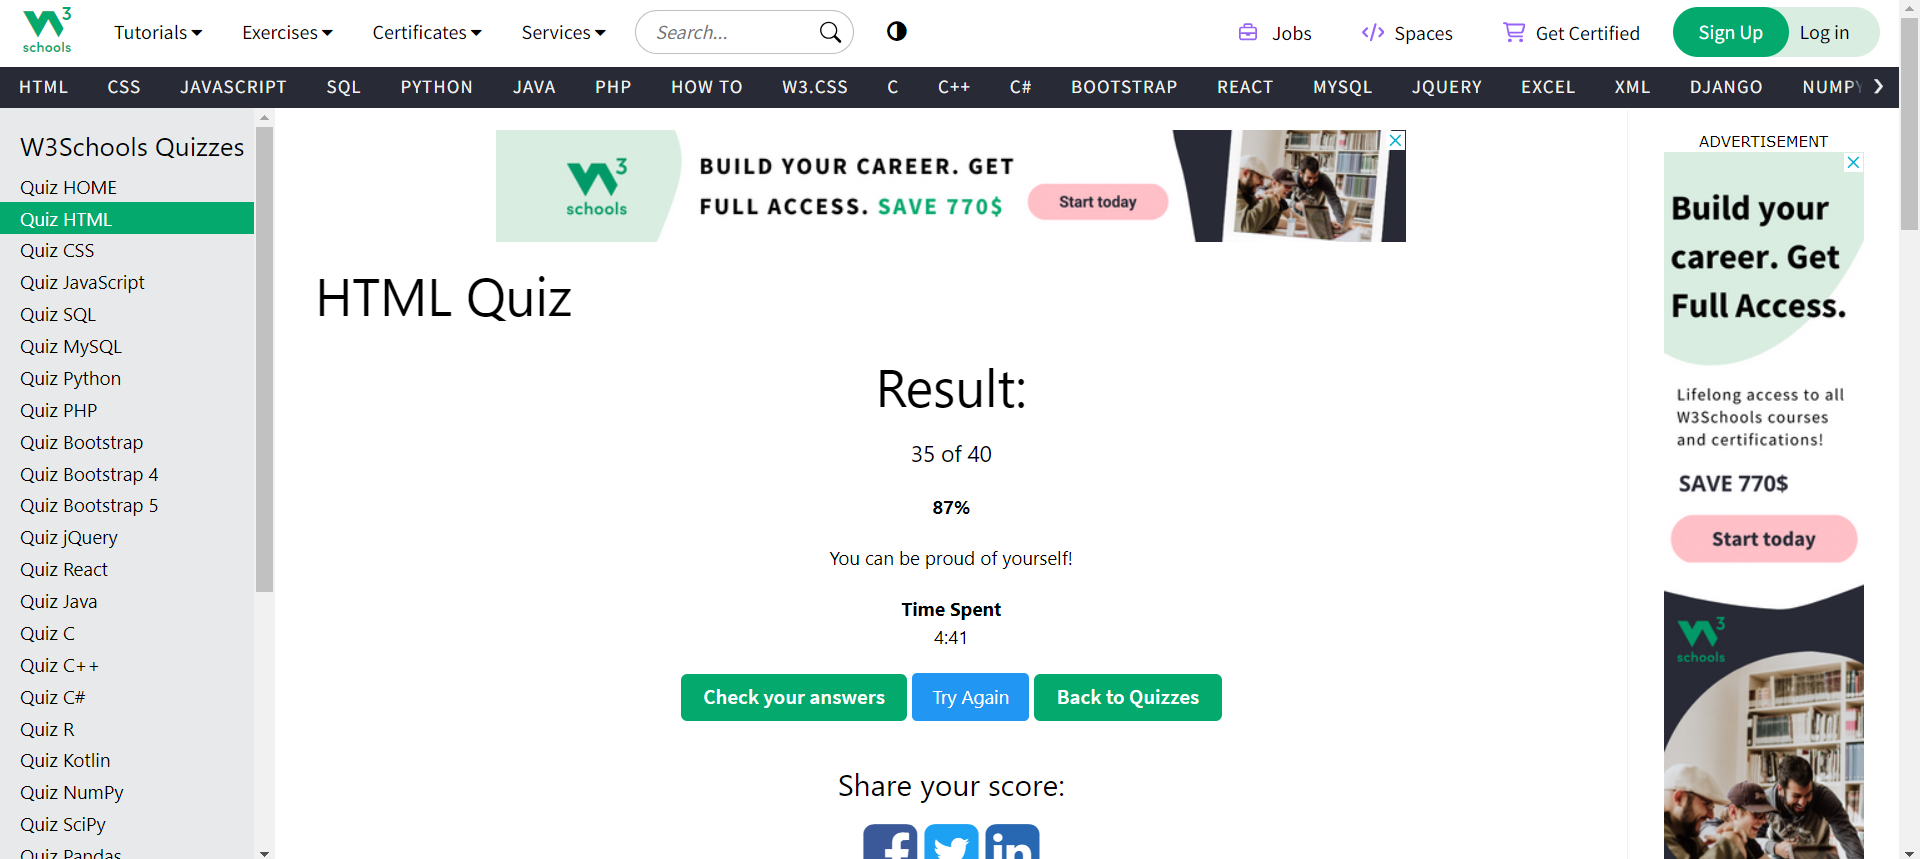 W3 schools
Tutorials
Exercises
Certificates
Services
Search...
Jobs
Spaces
Get Certified
Sign Up
Log in
HTML
CSS
JAVASCRIPT
SQL
PYTHON
JAVA
PHP
HOW TO
W3.CSS
C
C++
C#
BOOTSTRAP
REACT
MYSQL
JQUERY
EXCEL
XML
DJANGO
NUMPY
W3Schools Quizzes
Quiz HOME
Quiz HTML
Quiz CSS
Quiz JavaScript
Quiz SQL
Quiz MySQL
Quiz Python
Quiz PHP
Quiz Bootstrap
Quiz Bootstrap 4
Quiz Bootstrap 5
Quiz jQuery
Quiz React
Quiz Java
Quiz C
Quiz C++
Quiz C#
Quiz R
Quiz Kotlin
Quiz NumPy
Quiz SciPy
Quiz Pandas
W3 schools
BUILD YOUR CAREER. GET
FULL ACCESS. SAVE 770$
Start today
HTML Quiz
Result:
35 of 40
87%
You can be proud of yourself!
Time Spent
4:41
Check your answers
Try Again
Back to Quizzes
Share your score:
f
in
ADVERTISEMENT
Build your
career. Get
Full Access.
Lifelong access to all
W3Schools courses
and certifications!
SAVE 770$
Start today
W3 schools